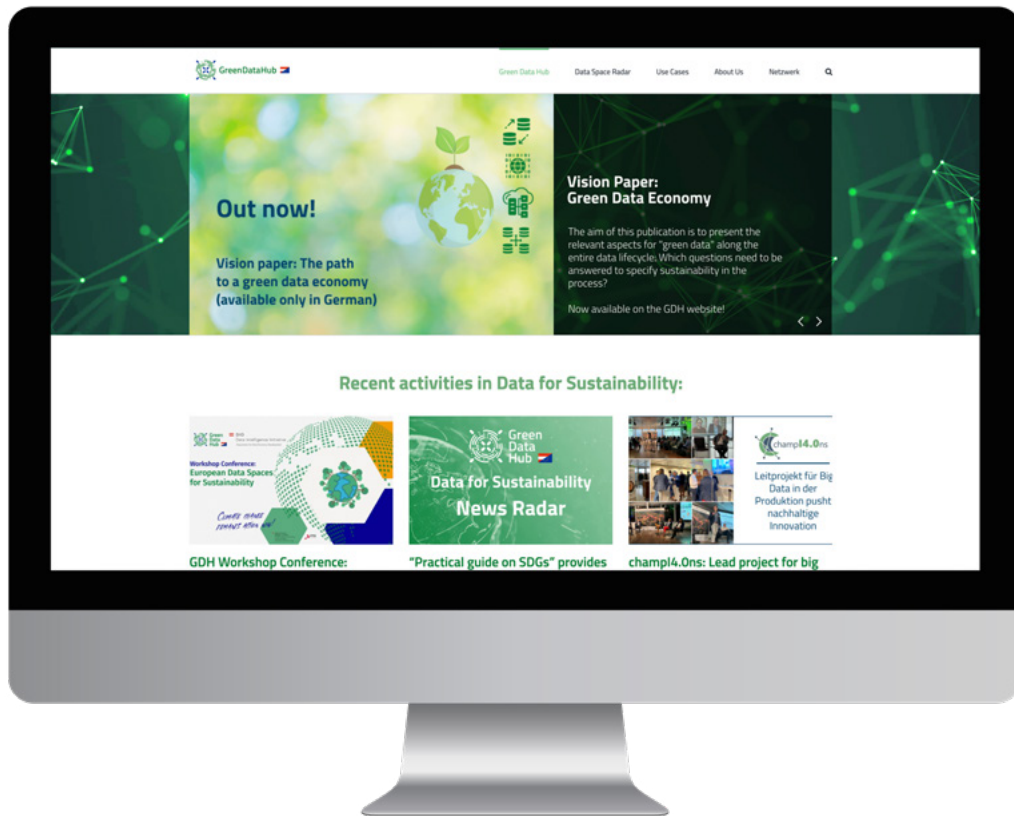 GreenDataHub
Green Data Hub
Data Space Radar
Use Cases
About Us
Netzwerk
Out now!
Vision paper: The path
to a green data economy
(available only in German)
Vision Paper:
Green Data Economy
The aim of this publication is to present the
relevant aspects for "green data" along the
entire data lifecycle: Which questions need to be
answered to specify sustainability in the
process?
Now available on the GDH website!
Recent activities in Data for Sustainability:
Green
Data
Hub
Workshop Conference:
European Data Spaces
for Sustainability
Green
Data
Hub
Data for Sustainability
News Radar
champI4.0ns
Leitprojekt für Big
Data in der
Produktion pusht
nachhaltige
Innovation
GDH Workshop Conference:
"Practical guide on SDGs" provides
champI4.0ns: Lead project for big